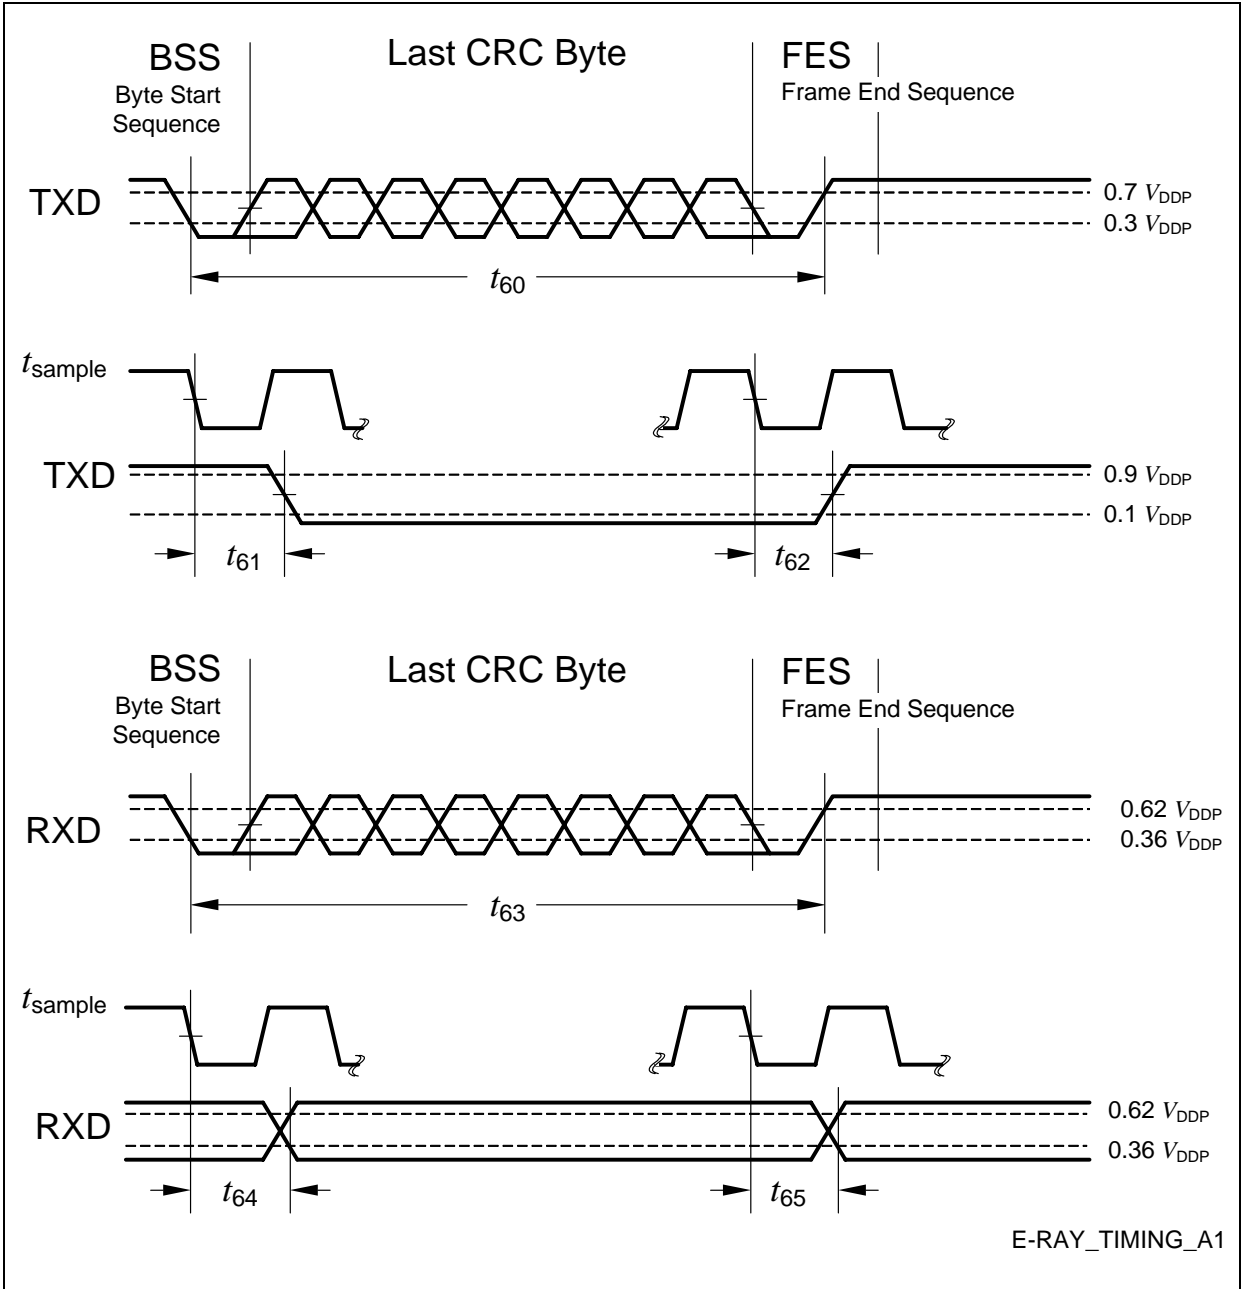 BSS
Byte Start
Sequence
Last CRC Byte
FES
Frame End Sequence
TXD
0.7 VDDP
0.3 VDDP
t60
tsample
TXD
0.9 VDDP
0.1 VDDP
t61
t62
BSS
Byte Start
Sequence
Last CRC Byte
FES
Frame End Sequence
RXD
0.62 VDDP
0.36 VDDP
t63
tsample
RXD
0.62 VDDP
0.36 VDDP
t64
t65
E-RAY_TIMING_A1